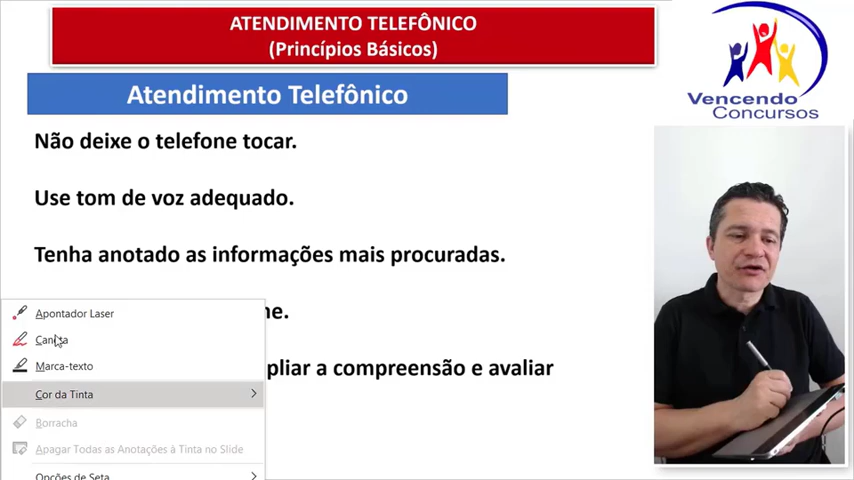 ATENDIMENTO TELEFÔNICO
(Princípios Básicos)
Vencendo
Concursos
Atendimento Telefônico
Não deixe o telefone tocar.
Use tom de voz adequado.
Tenha anotado as informações mais procuradas.
ne.
pliar a compreensão e avaliar
Apontador Laser
Caneta
Marca-texto
Cor da Tinta
Borracha
Apagar Todas as Anotações à Tinta no Slide
Opções de Seta